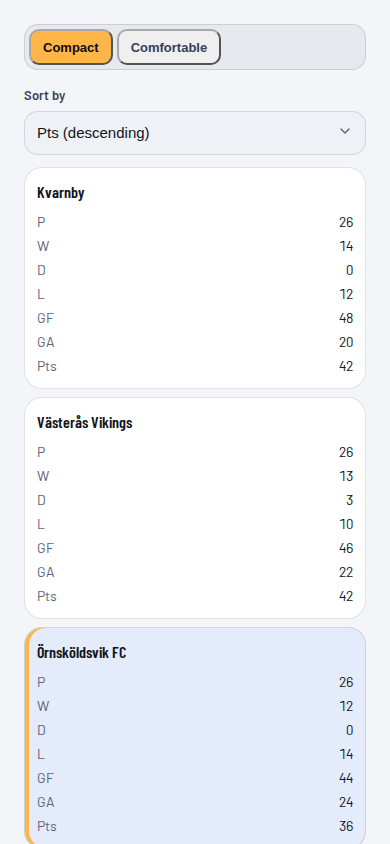 Compact Comfortable
Sort by
Pts (descending)
Kvarnby
P 26
W 14
D 0
L 12
GF 48
GA 20
Pts 42
Västerås Vikings
P 26
W 13
D 3
L 10
GF 46
GA 22
Pts 42
Örnsköldsvik FC
P 26
W 12
D 0
L 14
GF 44
GA 24
Pts 36